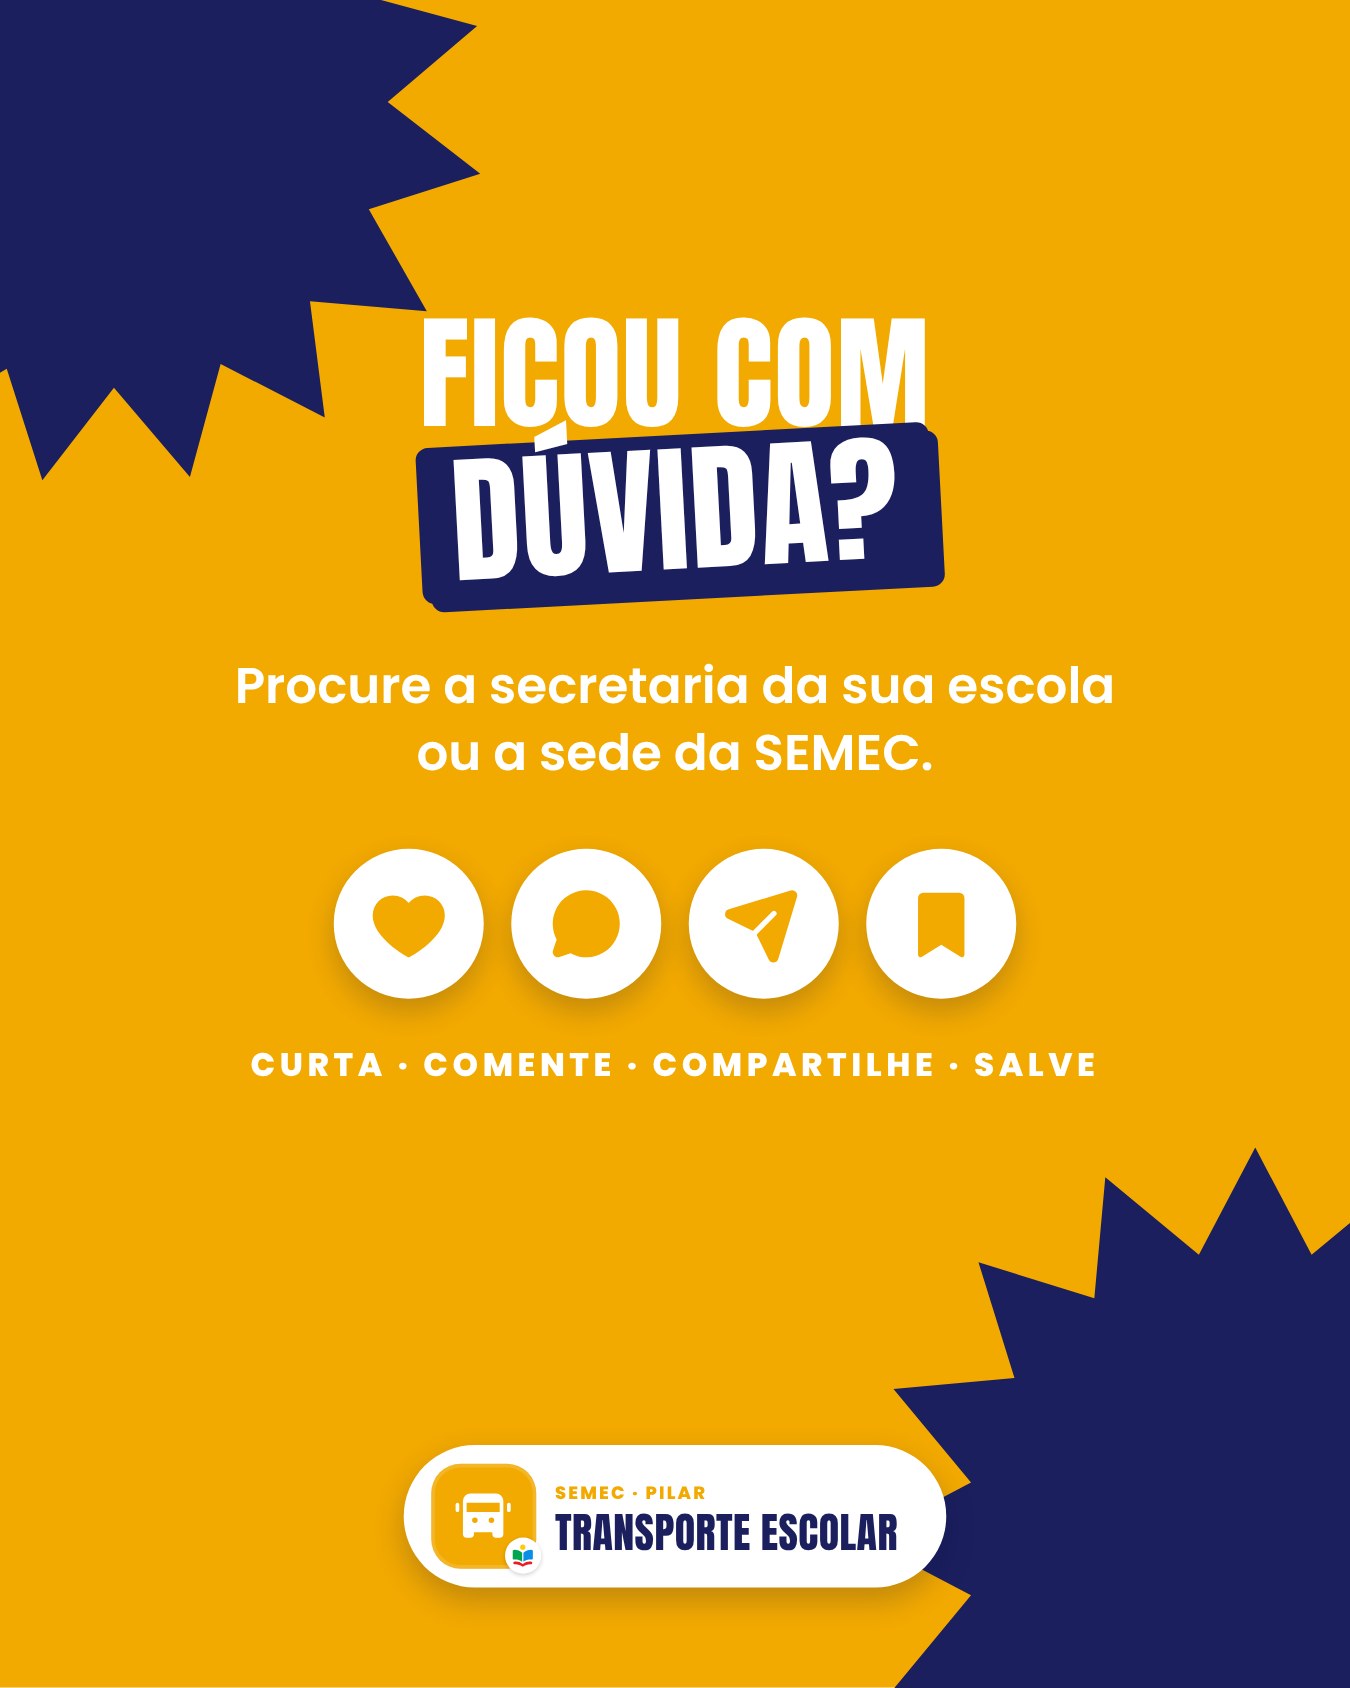 FICOU COM
DÚVIDA?
Procure a secretaria da sua escola
ou a sede da SEMEC.
CURTA • COMENTE • COMPARTILHE • SALVE
SEMEC • PILAR
TRANSPORTE ESCOLAR